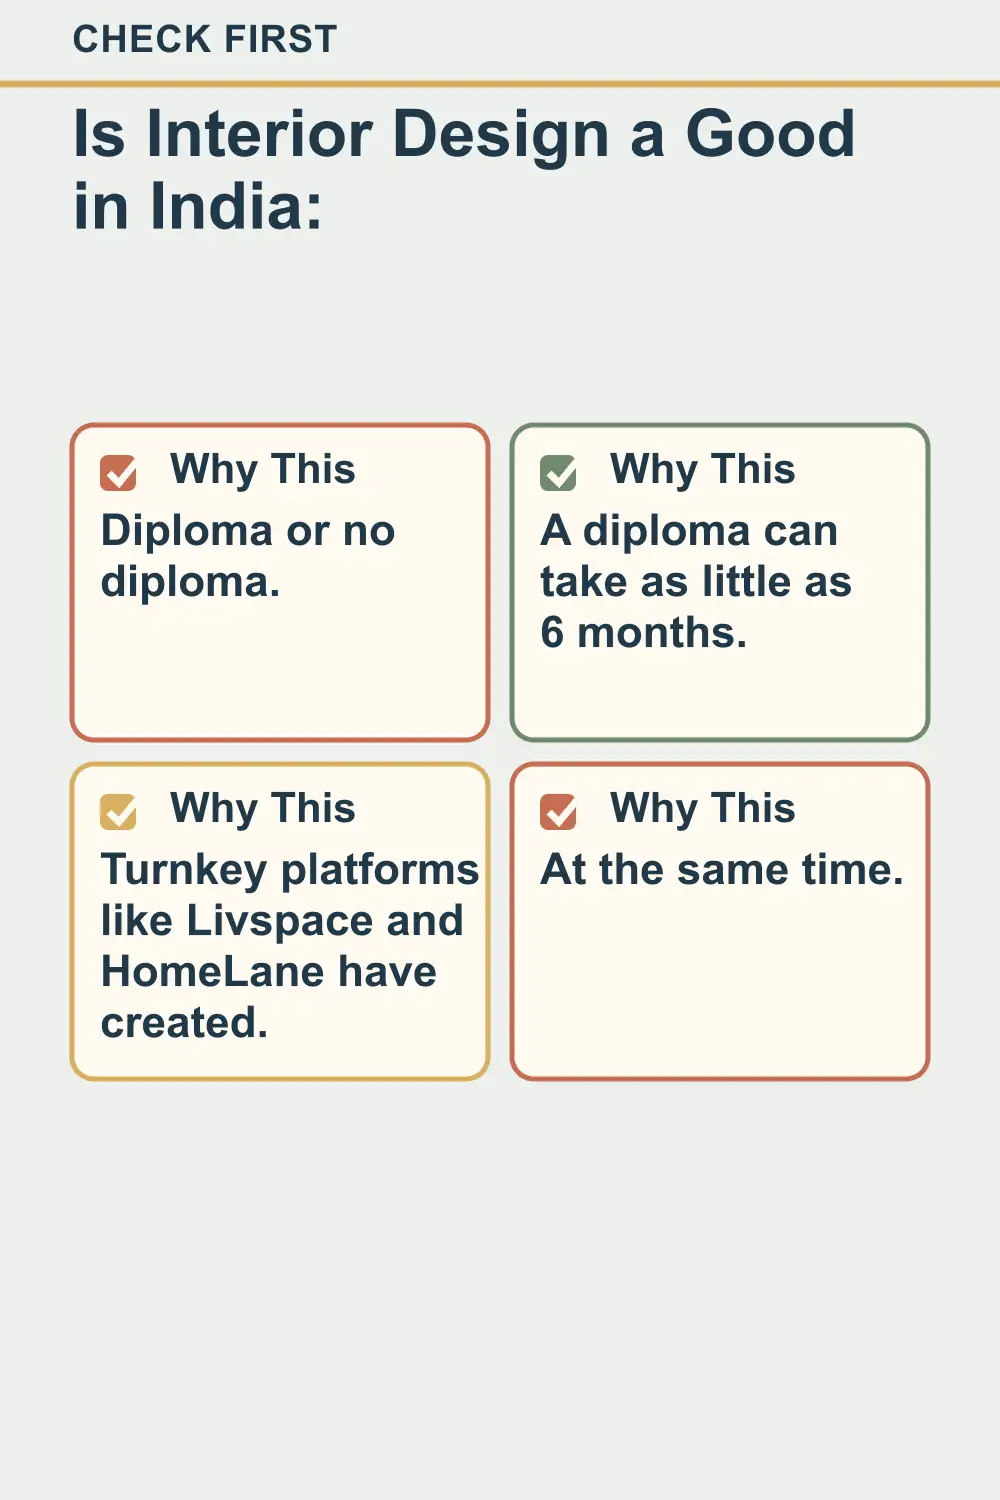 CHECK FIRST
Is Interior Design a Good
in India:
Why This
Diploma or no
diploma.
Why This
A diploma can
take as little as
6 months.
Why This
Turnkey platforms
like Livspace and
HomeLane have
created.
Why This
At the same time.